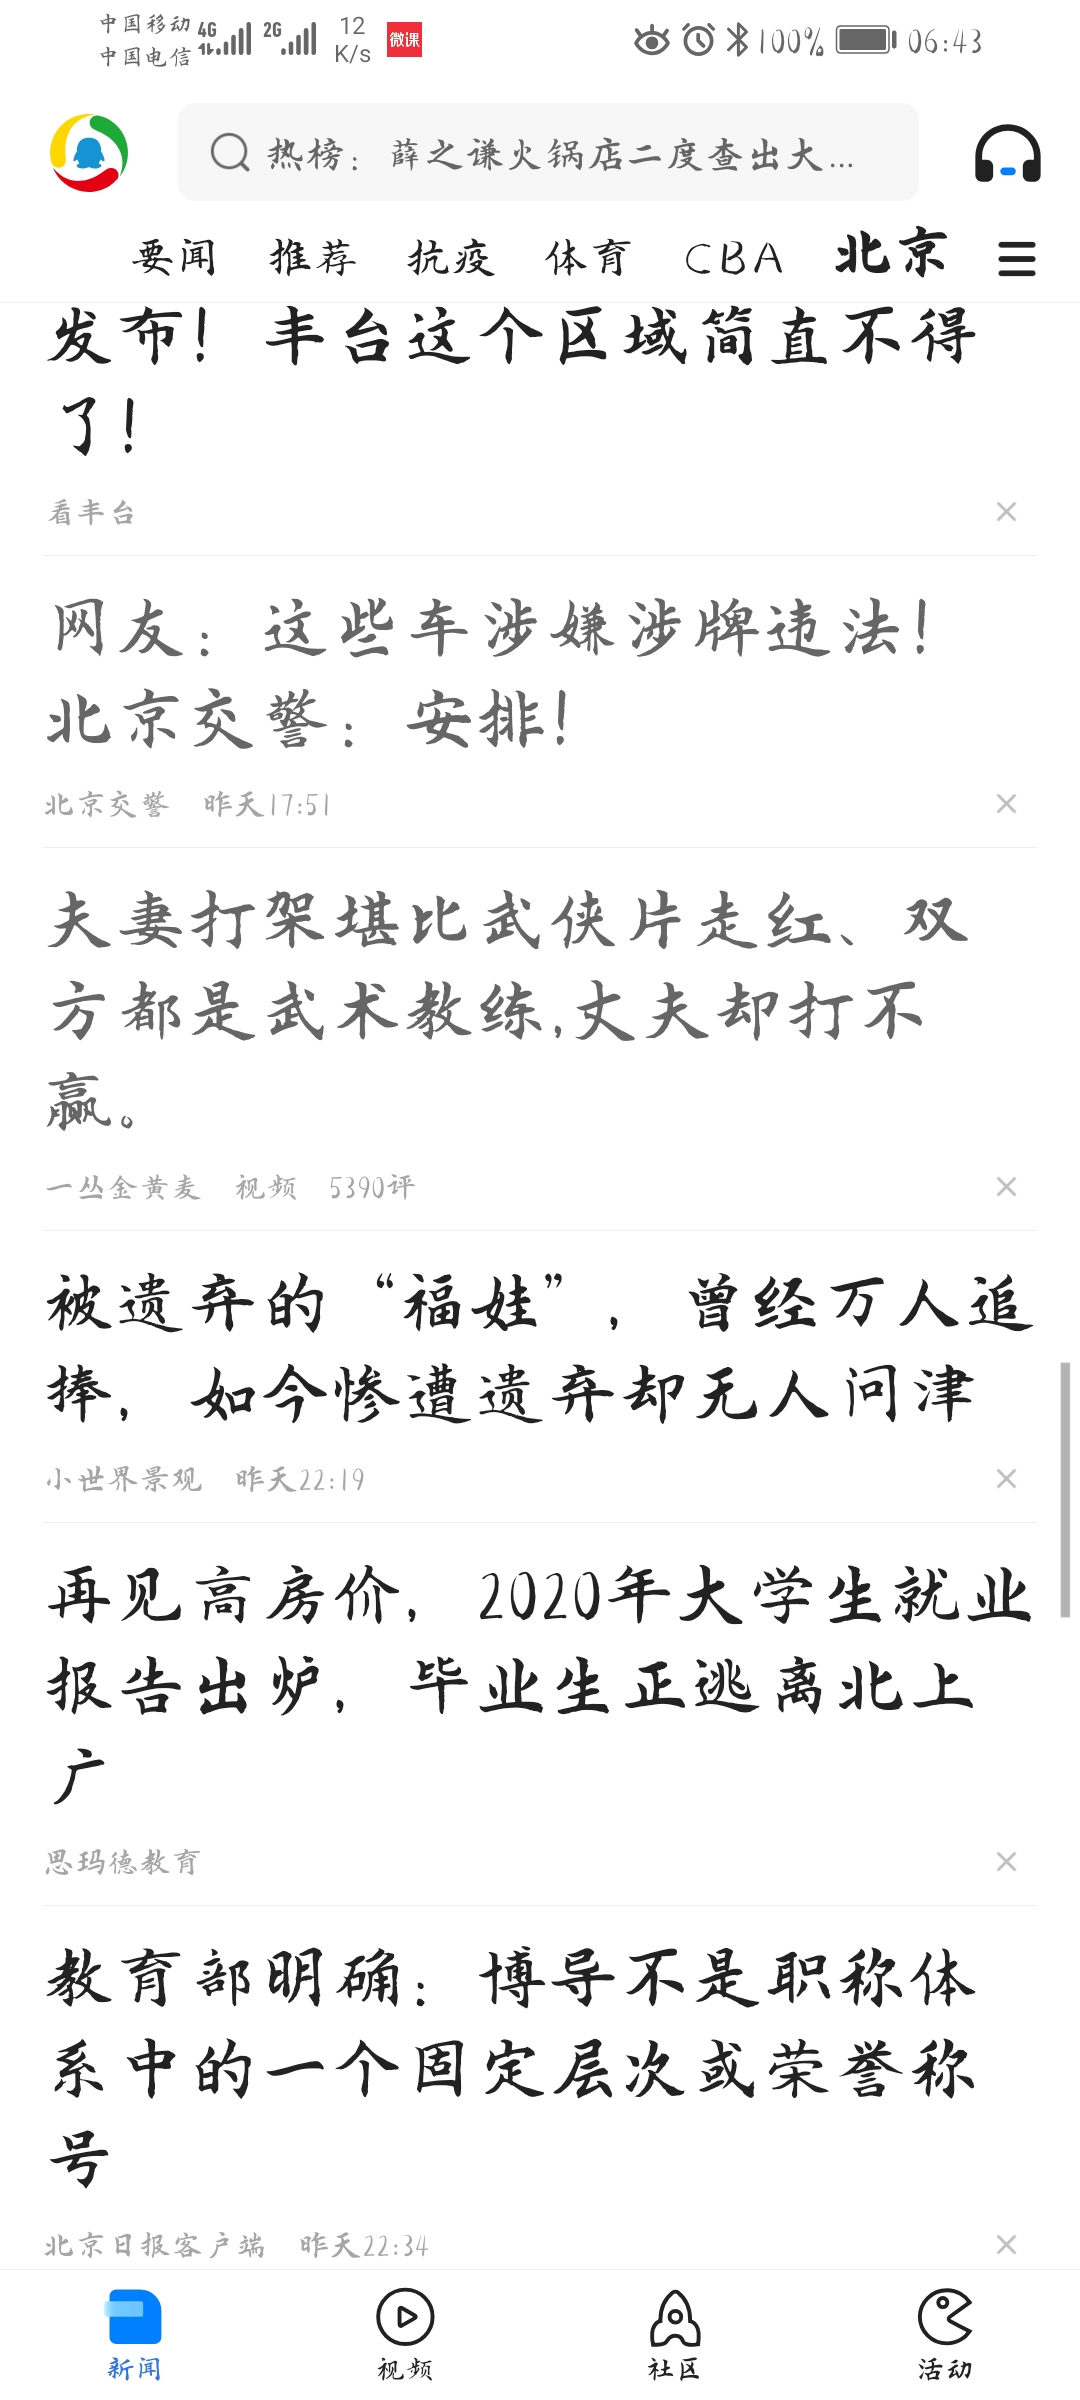 中国移动 4G 2G 12 微课 100% 06:43
中国电信 K/s
热榜：薛之谦火锅店二度查出大...
要闻 推荐 抗疫 体育 CBA 北京
发布！丰台这个区域简直不得
了！
看丰台
网友：这些车涉嫌涉牌违法！
北京交警：安排！
北京交警 昨天17:51
夫妻打架堪比武侠片走红、双
方都是武术教练,丈夫却打不
赢。
一丛金黄麦 视频 5390评
被遗弃的“福娃”，曾经万人追
捧，如今惨遭遗弃却无人问津
小世界景观 昨天22:19
再见高房价，2020年大学生就业
报告出炉，毕业生正逃离北上
广
思玛德教育
教育部明确：博导不是职称体
系中的一个固定层次或荣誉称
号
北京日报客户端 昨天22:34
新闻 视频 社区 活动